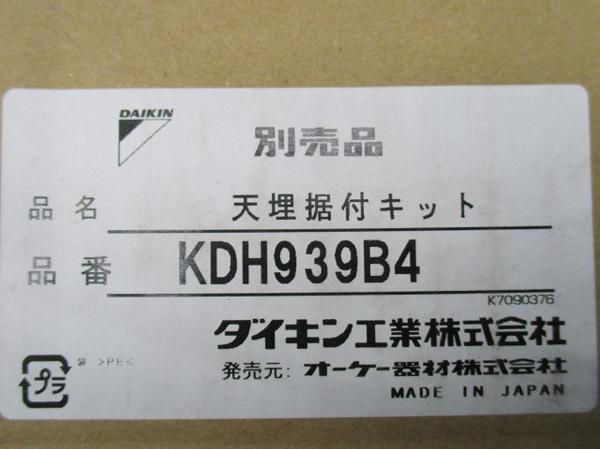 DAIKIN
別売品
品名 天埋据付キット
品番 KDH939B4
K7090376
ダイキン工業株式会社
プラ 袋 >PE<
発売元: オーケー器材株式会社
MADE IN JAPAN